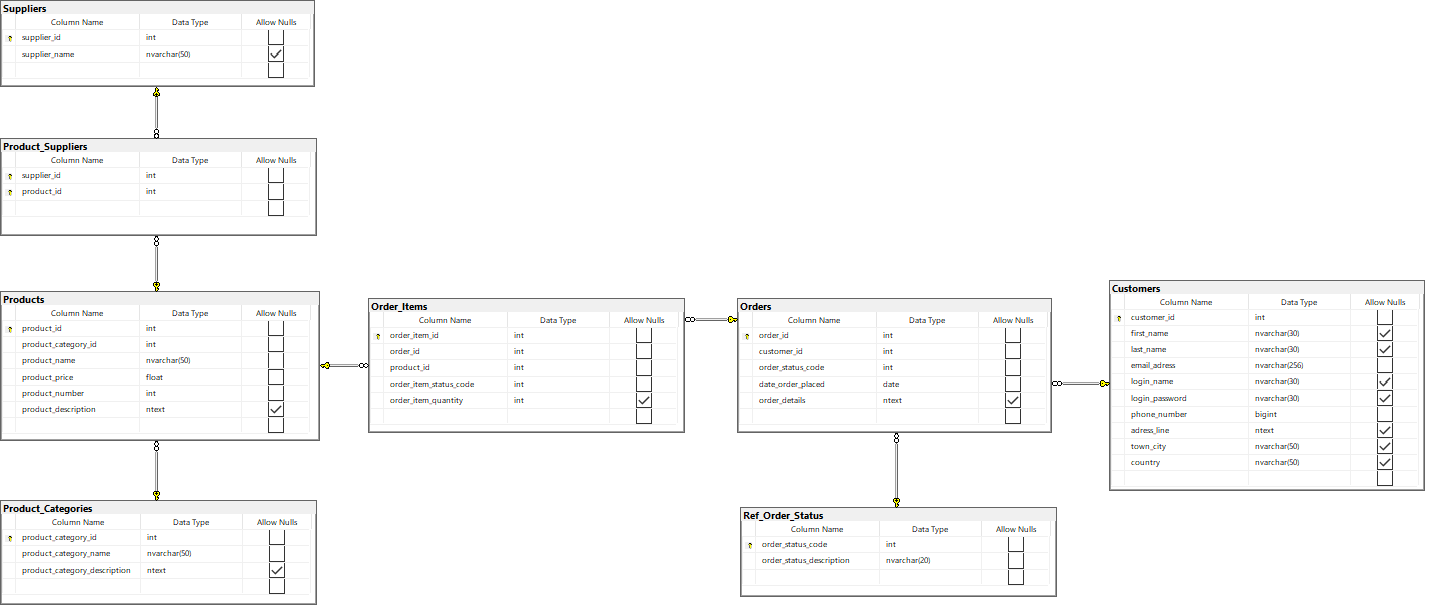 Suppliers
Column Name Data Type Allow Nulls
supplier_id int
supplier_name nvarchar(50)
Product_Suppliers
Column Name Data Type Allow Nulls
supplier_id int
product_id int
Products
Column Name Data Type Allow Nulls
product_id int
product_category_id int
product_name nvarchar(50)
product_price float
product_number int
product_description ntext
Product_Categories
Column Name Data Type Allow Nulls
product_category_id int
product_category_name nvarchar(50)
product_category_description ntext
Order_Items
Column Name Data Type Allow Nulls
order_item_id int
order_id int
product_id int
order_item_status_code int
order_item_quantity int
Orders
Column Name Data Type Allow Nulls
order_id int
customer_id int
order_status_code int
date_order_placed date
order_details ntext
Ref_Order_Status
Column Name Data Type Allow Nulls
order_status_code int
order_status_description nvarchar(20)
Customers
Column Name Data Type Allow Nulls
customer_id int
first_name nvarchar(30)
last_name nvarchar(30)
email_adress nvarchar(256)
login_name nvarchar(30)
login_password nvarchar(30)
phone_number bigint
adress_line ntext
town_city nvarchar(50)
country nvarchar(50)